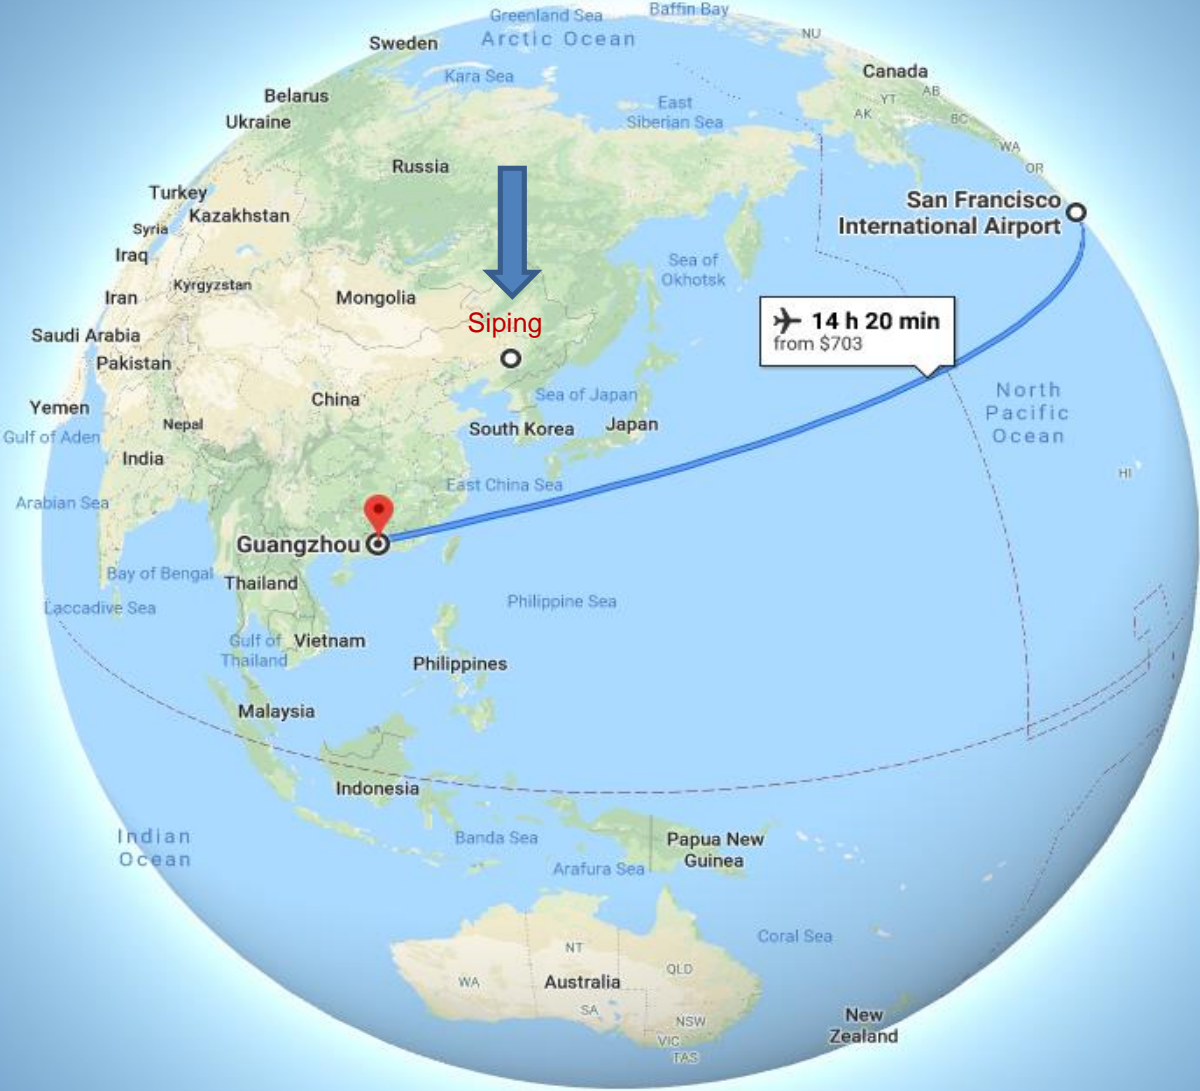 Greenland Sea
Baffin Bay
Arctic Ocean
NU
Sweden
Kara Sea
Canada
Belarus
AB
YT
East
Siberian Sea
AK
BC
Ukraine
WA
Russia
OR
Turkey
San Francisco
International Airport
Kazakhstan
Syria
Iraq
Sea of
Okhotsk
Kyrgyzstan
Iran
Mongolia
Siping
14 h 20 min
from $703
Saudi Arabia
Pakistan
North
Pacific
Ocean
Sea of Japan
China
Yemen
Nepal
South Korea
Japan
Gulf of Aden
India
HI
East China Sea
Arabian Sea
Guangzhou
Bay of Bengal
Thailand
Laccadive Sea
Philippine Sea
Gulf of
Thailand
Vietnam
Philippines
Malaysia
Indonesia
Indian
Ocean
Banda Sea
Papua New
Guinea
Arafura Sea
Coral Sea
NT
QLD
WA
Australia
SA
NSW
New
Zealand
VIC
TAS